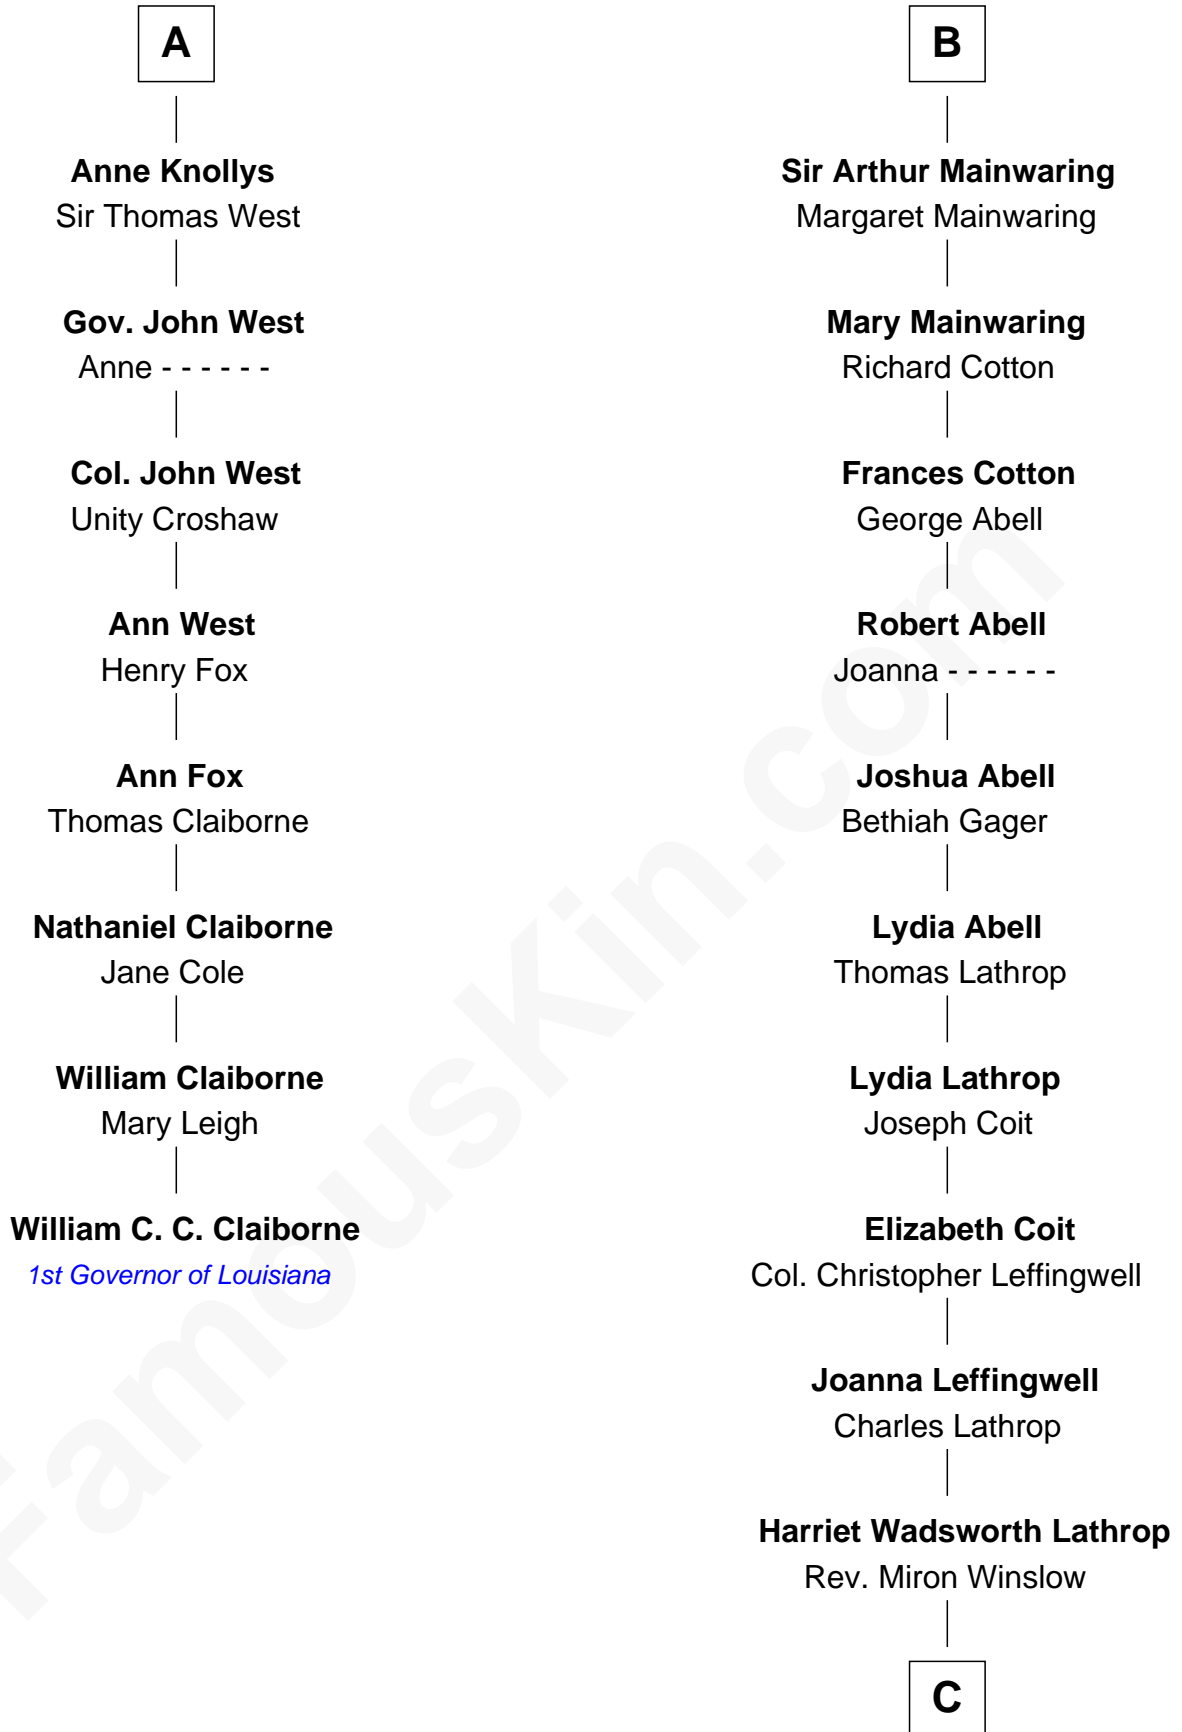 A
Anne Knollys
Sir Thomas West
Gov. John West
Anne - - - - - -
Col. John West
Unity Croshaw
Ann West
Henry Fox
Ann Fox
Thomas Claiborne
Nathaniel Claiborne
Jane Cole
William Claiborne
Mary Leigh
William C. C. Claiborne
1st Governor of Louisiana
B
Sir Arthur Mainwaring
Margaret Mainwaring
Mary Mainwaring
Richard Cotton
Frances Cotton
George Abell
Robert Abell
Joanna - - - - - -
Joshua Abell
Bethiah Gager
Lydia Abell
Thomas Lathrop
Lydia Lathrop
Joseph Coit
Elizabeth Coit
Col. Christopher Leffingwell
Joanna Leffingwell
Charles Lathrop
Harriet Wadsworth Lathrop
Rev. Miron Winslow
C
FamousKin.com